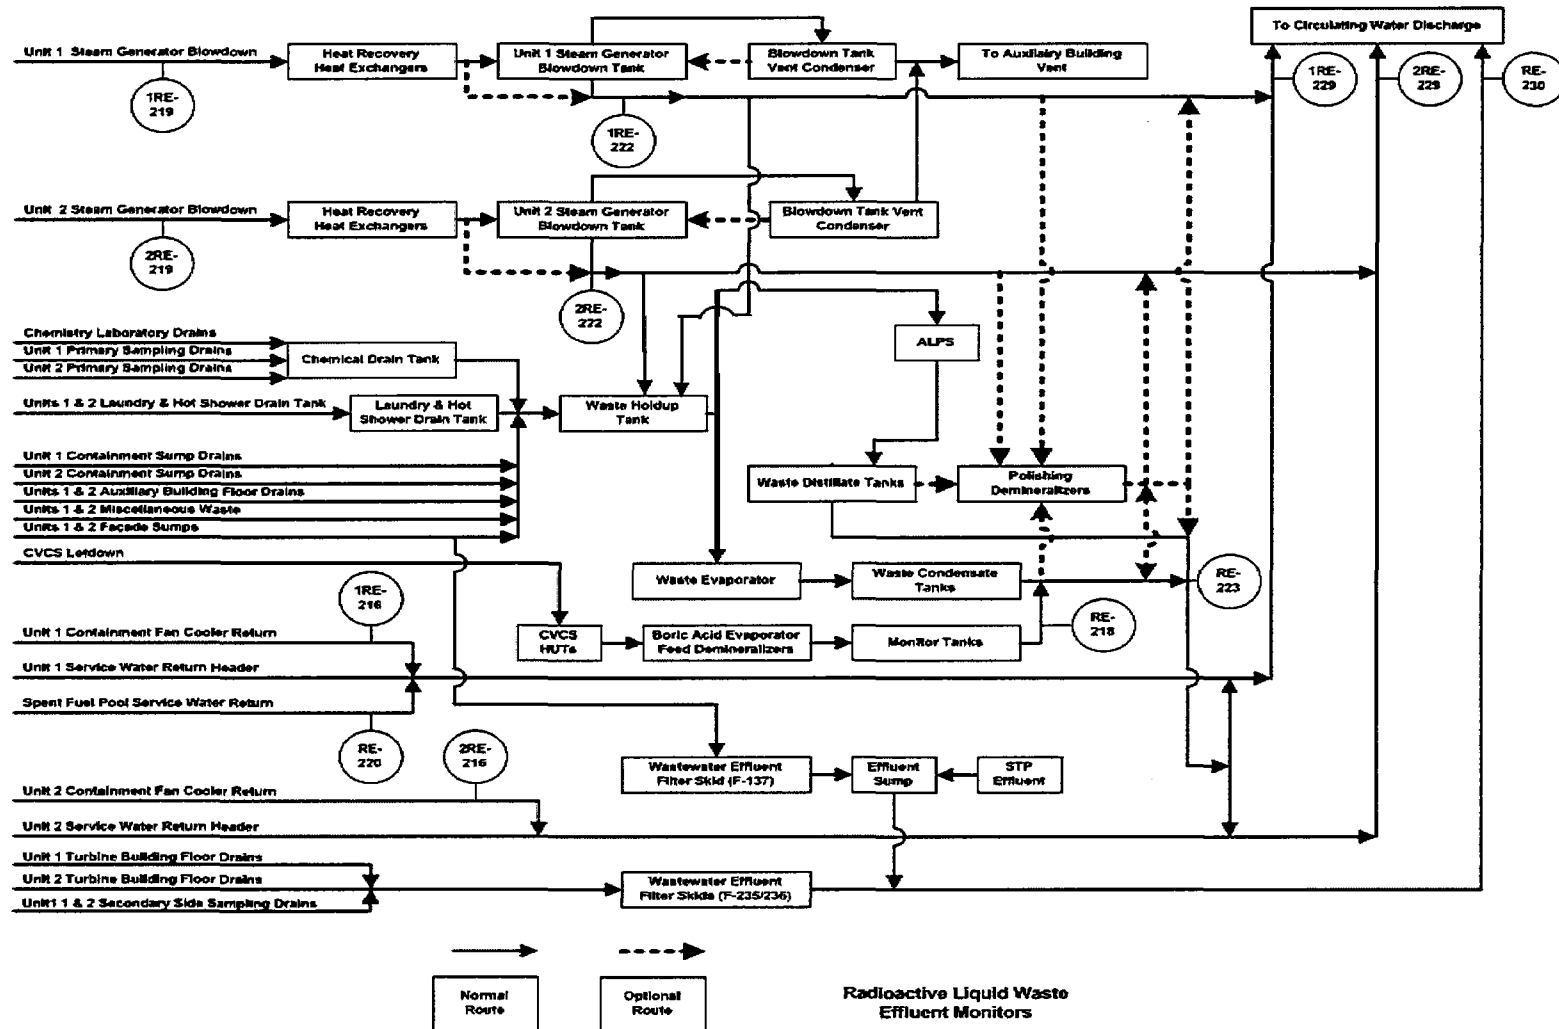 To Circulating Water Discharge
Unit 1 Steam Generator Blowdown
Heat Recovery
Heat Exchangers
Unit 1 Steam Generator
Blowdown Tank
Blowdown Tank
Vent Condenser
To Auxiliairy Building
Vent
1RE-
219
1RE-
222
1RE-
229
2RE-
229
RE-
230
Unit 2 Steam Generator Blowdown
Heat Recovery
Heat Exchangers
Unit 2 Steam Generator
Blowdown Tank
Blowdown Tank Vent
Condenser
2RE-
219
2RE-
222
Chemistry Laboratory Drains
Unit 1 Primary Sampling Drains
Unit 2 Primary Sampling Drains
Chemical Drain Tank
ALPS
Units 1 & 2 Laundry & Hot Shower Drain Tank
Laundry & Hot
Shower Drain Tank
Waste Holdup
Tank
Unit 1 Containment Sump Drains
Unit 2 Containment Sump Drains
Units 1 & 2 Auxiliary Building Floor Drains
Units 1 & 2 Miscellaneous Waste
Units 1 & 2 Façade Sumps
CVCS Letdown
Waste Distillate Tanks
Polishing
Demineralizers
Waste Evaporator
Waste Condensate
Tanks
RE-
223
1RE-
216
CVCS
HUTs
Boric Acid Evaporator
Feed Demineralizers
Monitor Tanks
RE-
218
Unit 1 Containment Fan Cooler Return
Unit 1 Service Water Return Header
Spent Fuel Pool Service Water Return
RE-
220
2RE-
216
Wastewater Effluent
Filter Skid (F-137)
Effluent
Sump
STP
Effluent
Unit 2 Containment Fan Cooler Return
Unit 2 Service Water Return Header
Unit 1 Turbine Building Floor Drains
Unit 2 Turbine Building Floor Drains
Unit1 1 & 2 Secondary Side Sampling Drains
Wastewater Effluent
Filter Skids (F-235/236)
Normal
Route
Optional
Route
Radioactive Liquid Waste
Effluent Monitors